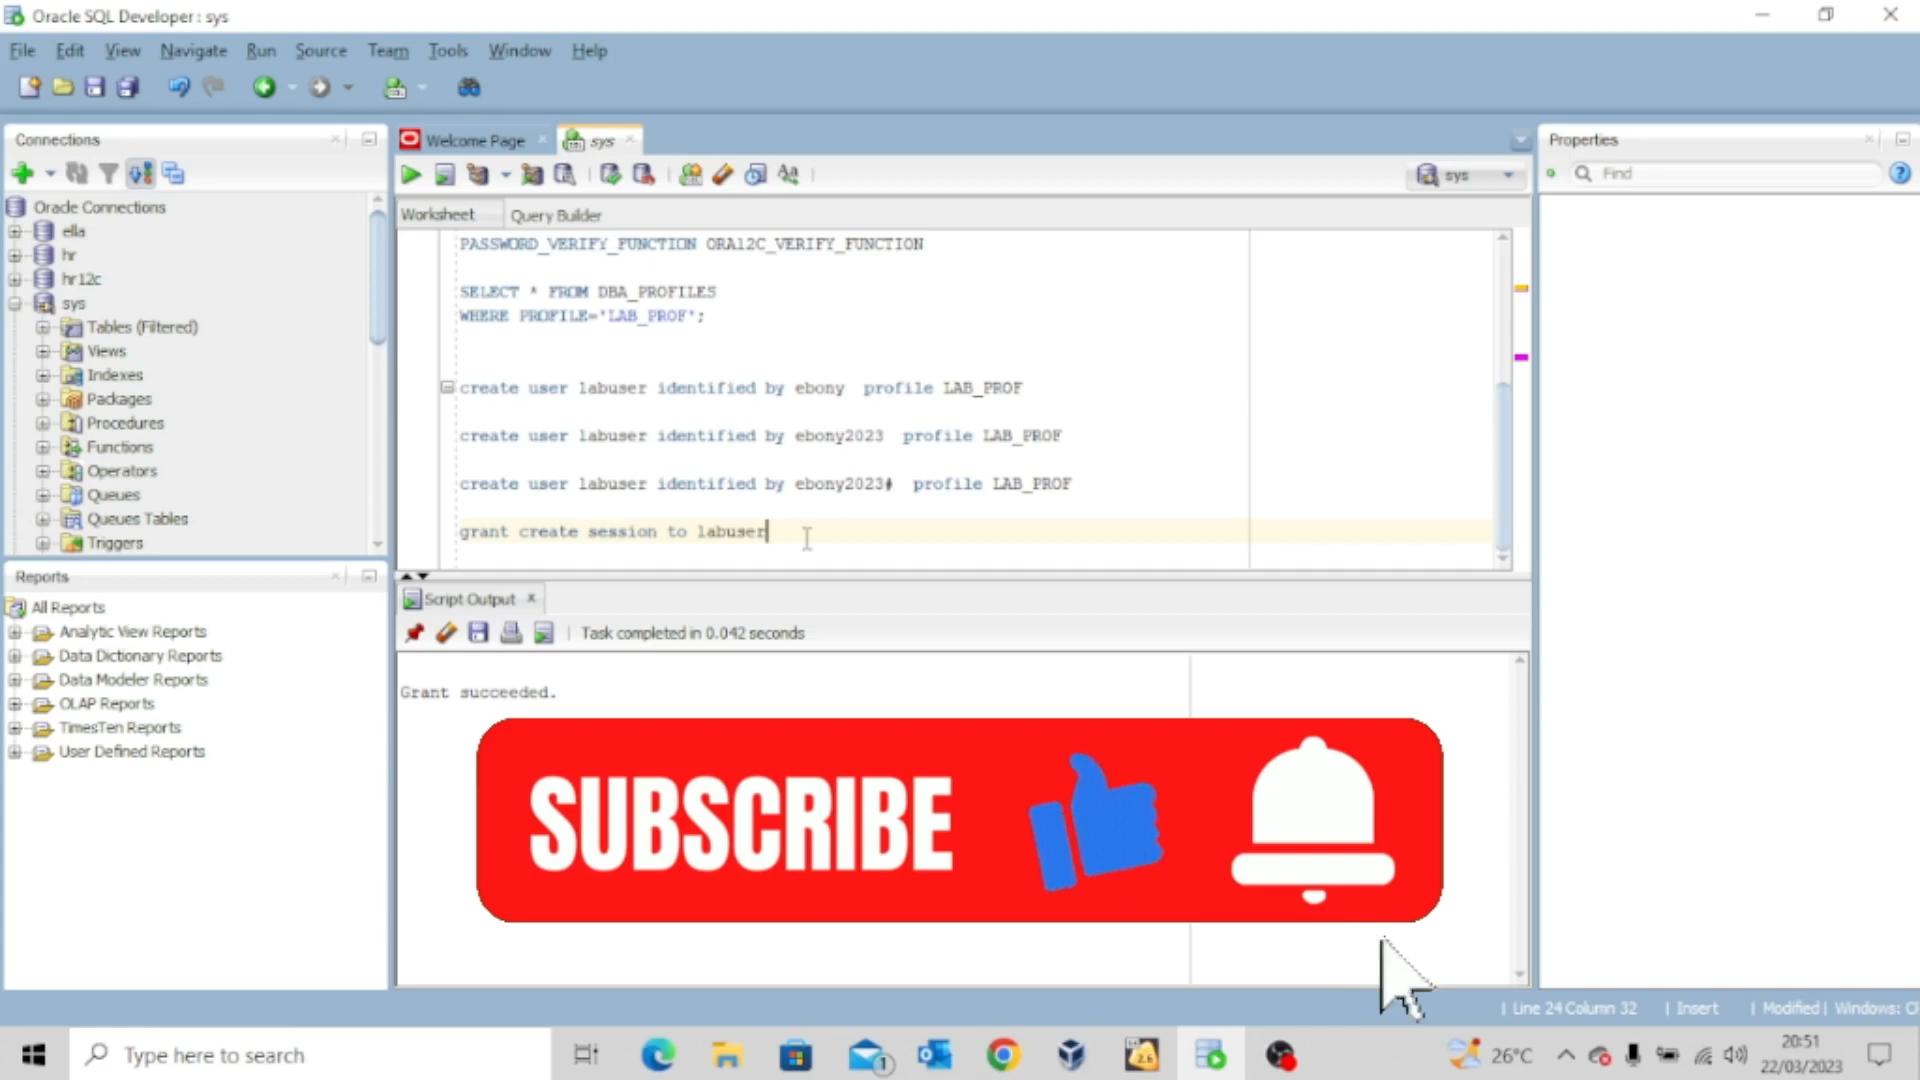 Oracle SQL Developer : sys
File Edit View Navigate Run Source Team Tools Window Help
Connections
Oracle Connections
ella
hr
hr12c
sys
Tables (Filtered)
Views
Indexes
Packages
Procedures
Functions
Operators
Queues
Queues Tables
Triggers
Reports
All Reports
Analytic View Reports
Data Dictionary Reports
Data Modeler Reports
OLAP Reports
TimesTen Reports
User Defined Reports
Welcome Page
sys
sys
Worksheet
Query Builder
PASSWORD_VERIFY_FUNCTION ORA12C_VERIFY_FUNCTION
SELECT * FROM DBA_PROFILES
WHERE PROFILE='LAB_PROF';
create user labuser identified by ebony profile LAB_PROF
create user labuser identified by ebony2023 profile LAB_PROF
create user labuser identified by ebony2023# profile LAB_PROF
grant create session to labuser
Script Output
Task completed in 0.042 seconds
Grant succeeded.
SUBSCRIBE
Properties
Find
Line 24 Column 32 | Insert | Modified | Windows: C
Type here to search
1
2.6
26°C
20:51
22/03/2023